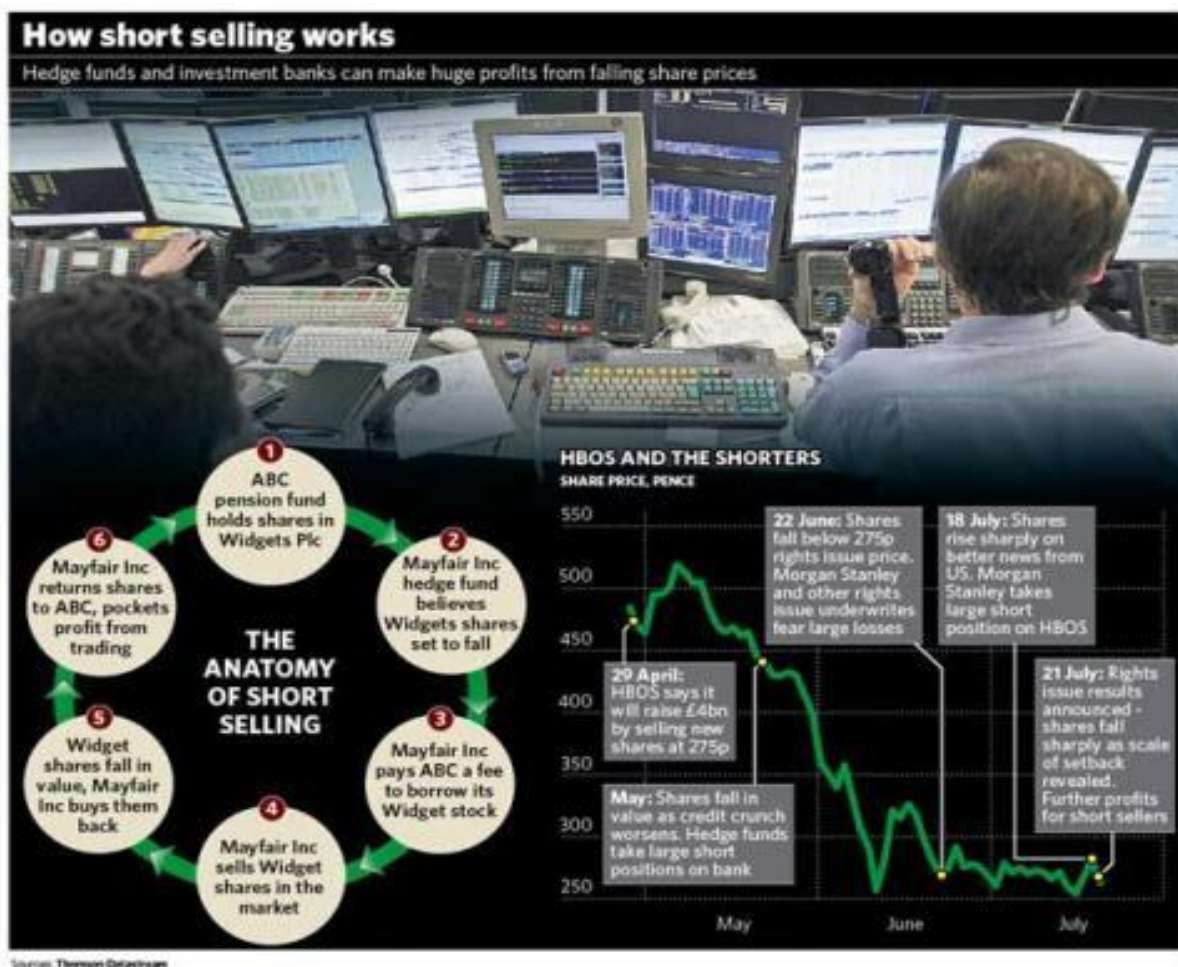 How short selling works
Hedge funds and investment banks can make huge profits from falling share prices
1
ABC
pension fund
holds shares in
Widgets Plc
2
Mayfair Inc
hedge fund
believes
Widgets shares
set to fall
3
Mayfair Inc
pays ABC a fee
to borrow its
Widget stock
4
Mayfair Inc
sells Widget
shares in the
market
5
Widget
shares fall in
value, Mayfair
Inc buys them
back
6
Mayfair Inc
returns shares
to ABC, pockets
profit from
trading
THE
ANATOMY
OF SHORT
SELLING
HBOS AND THE SHORTERS
SHARE PRICE, PENCE
550
500
450
400
350
300
250
29 April:
HBOS says it
will raise £4bn
by selling new
shares at 275p
May: Shares fall in
value as credit crunch
worsens. Hedge funds
take large short
positions on bank
22 June: Shares
fall below 275p
rights issue price.
Morgan Stanley
and other rights
issue underwrites
fear large losses
18 July: Shares
rise sharply on
better news from
US. Morgan
Stanley takes
large short
position on HBOS
21 July: Rights
issue results
announced -
shares fall
sharply as scale
of setback
revealed.
Further profits
for short sellers
May
June
July
Sources: Thomson Datastream